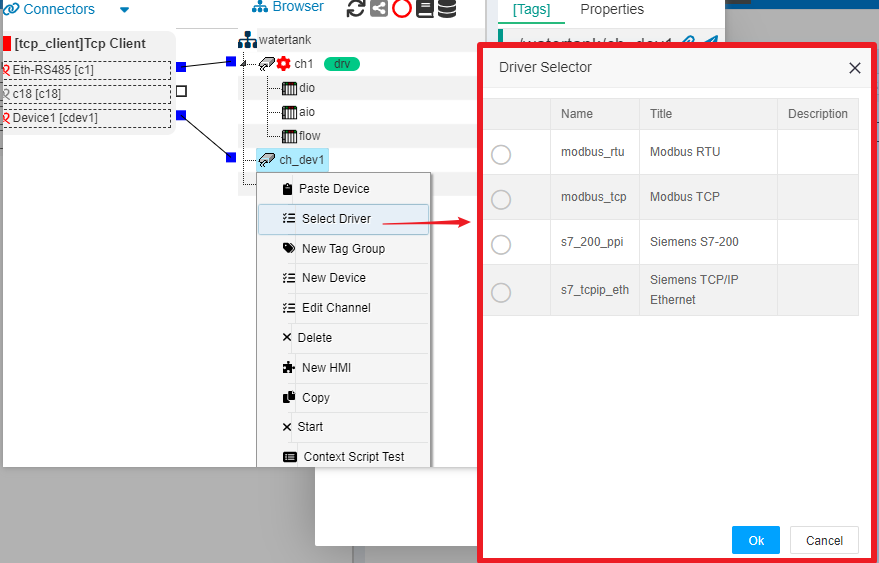 Connectors
[tcp_client]Tcp Client
Eth-RS485 [c1]
c18 [c18]
Device1 [cdev1]
Browser
watertank
ch1 drv
dio
aio
flow
ch_dev1
Paste Device
Select Driver
New Tag Group
New Device
Edit Channel
Delete
New HMI
Copy
Start
Context Script Test
[Tags] Properties
/watertank/ch_dev1
Driver Selector
Name Title Description
modbus_rtu Modbus RTU
modbus_tcp Modbus TCP
s7_200_ppi Siemens S7-200
s7_tcpip_eth Siemens TCP/IP
Ethernet
Ok Cancel